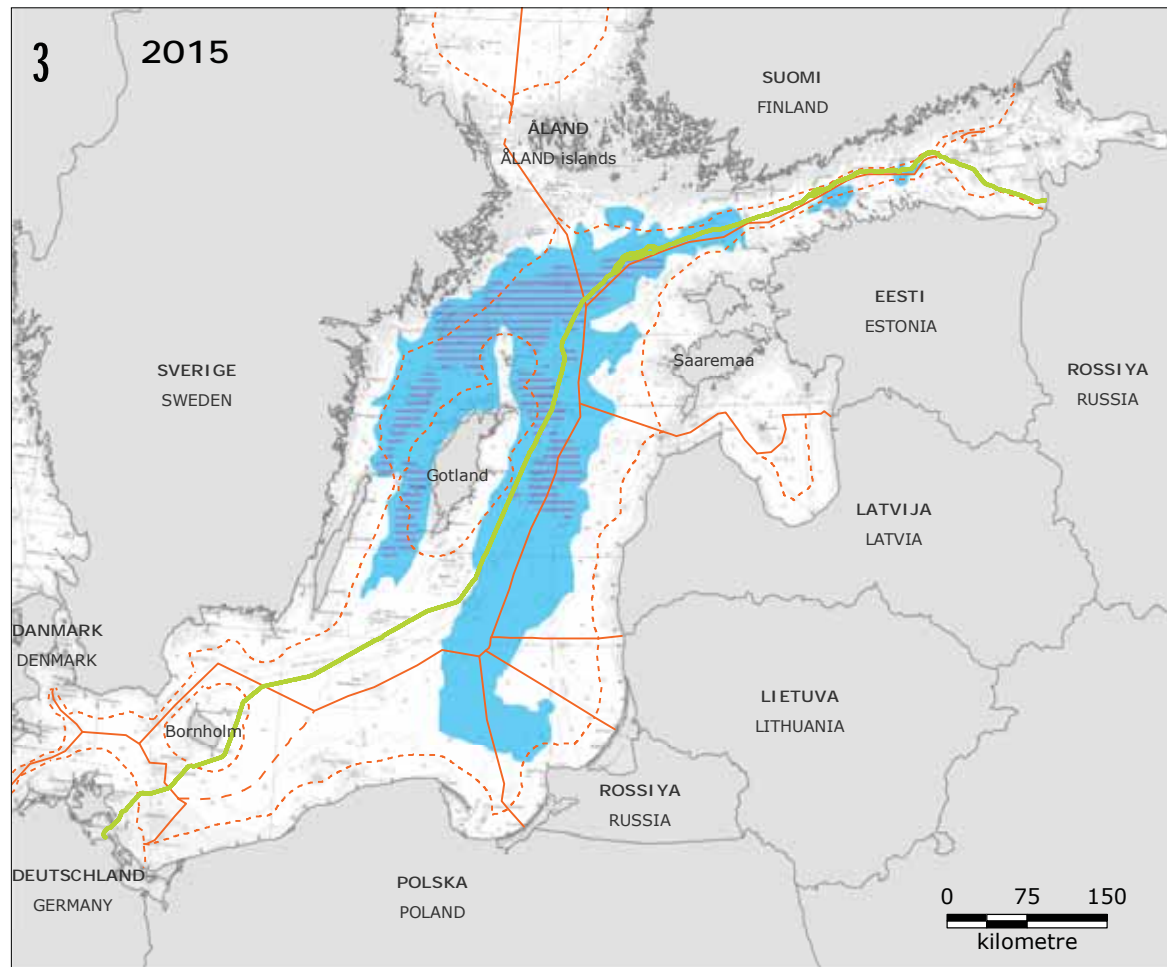 3
2015
SUOMI
FINLAND
ÅLAND
ÅLAND islands
EESTI
ESTONIA
Saaremaa
ROSSIYA
RUSSIA
SVERIGE
SWEDEN
Gotland
LATVIJA
LATVIA
DANMARK
DENMARK
LIETUVA
LITHUANIA
Bornholm
ROSSIYA
RUSSIA
DEUTSCHLAND
GERMANY
POLSKA
POLAND
0 75 150
kilometre